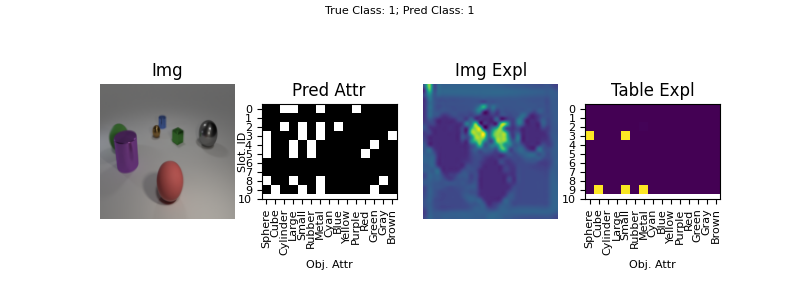 True Class: 1; Pred Class: 1
Img
Pred Attr
Img Expl
Table Expl
Slot. ID
0
1
2
3
4
5
6
7
8
9
10
0
1
2
3
4
5
6
7
8
9
10
Sphere
Cube
Cylinder
Large
Small
Rubber
Metal
Cyan
Blue
Yellow
Purple
Red
Green
Gray
Brown
Sphere
Cube
Cylinder
Large
Small
Rubber
Metal
Cyan
Blue
Yellow
Purple
Red
Green
Gray
Brown
Obj. Attr
Obj. Attr